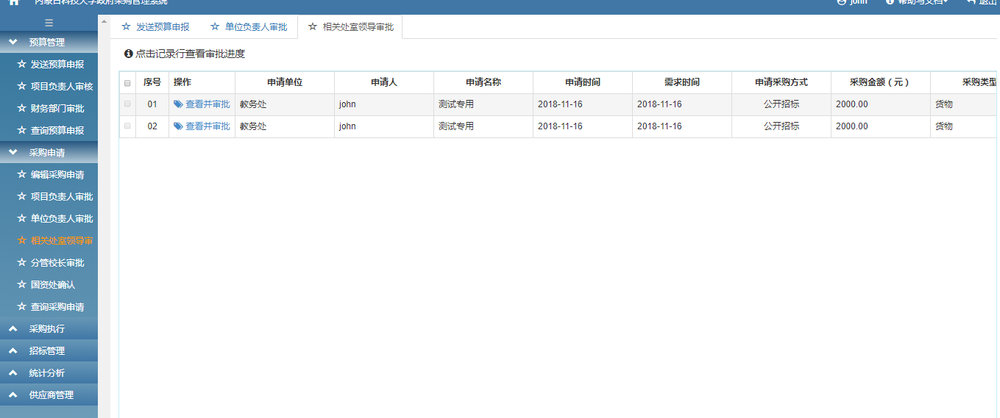 内蒙古科技大学政府采购管理系统
john 帮助与文档 退出
预算管理
发送预算申报
项目负责人审核
财务部门审批
查询预算申报
采购申请
编辑采购申请
项目负责人审批
单位负责人审批
相关处室领导审
分管校长审批
国资处确认
查询采购申请
采购执行
招标管理
统计分析
供应商管理
发送预算申报 单位负责人审批 相关处室领导审批
点击记录行查看审批进度
序号 操作 申请单位 申请人 申请名称 申请时间 需求时间 申请采购方式 采购金额（元） 采购类型
01 查看并审批 教务处 john 测试专用 2018-11-16 2018-11-16 公开招标 2000.00 货物
02 查看并审批 教务处 john 测试专用 2018-11-16 2018-11-16 公开招标 2000.00 货物